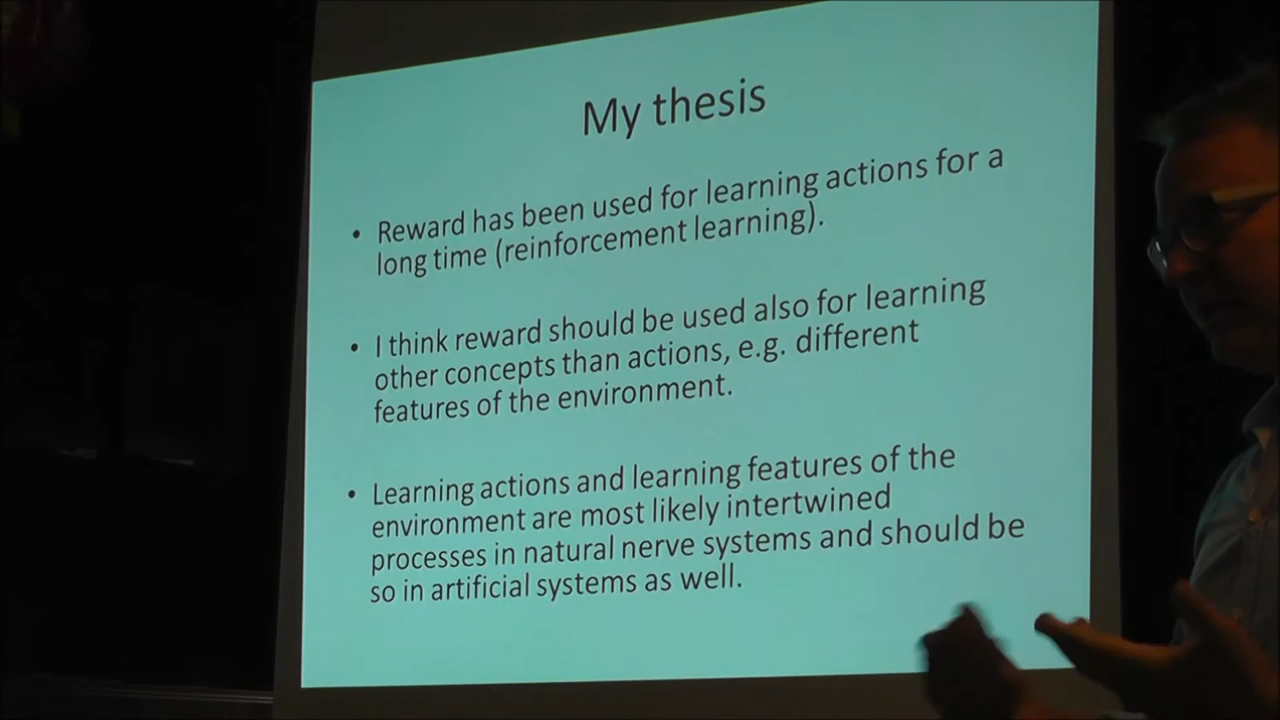 My thesis
• Reward has been used for learning actions for a
long time (reinforcement learning).
• I think reward should be used also for learning
other concepts than actions, e.g. different
features of the environment.
• Learning actions and learning features of the
environment are most likely intertwined
processes in natural nerve systems and should be
so in artificial systems as well.